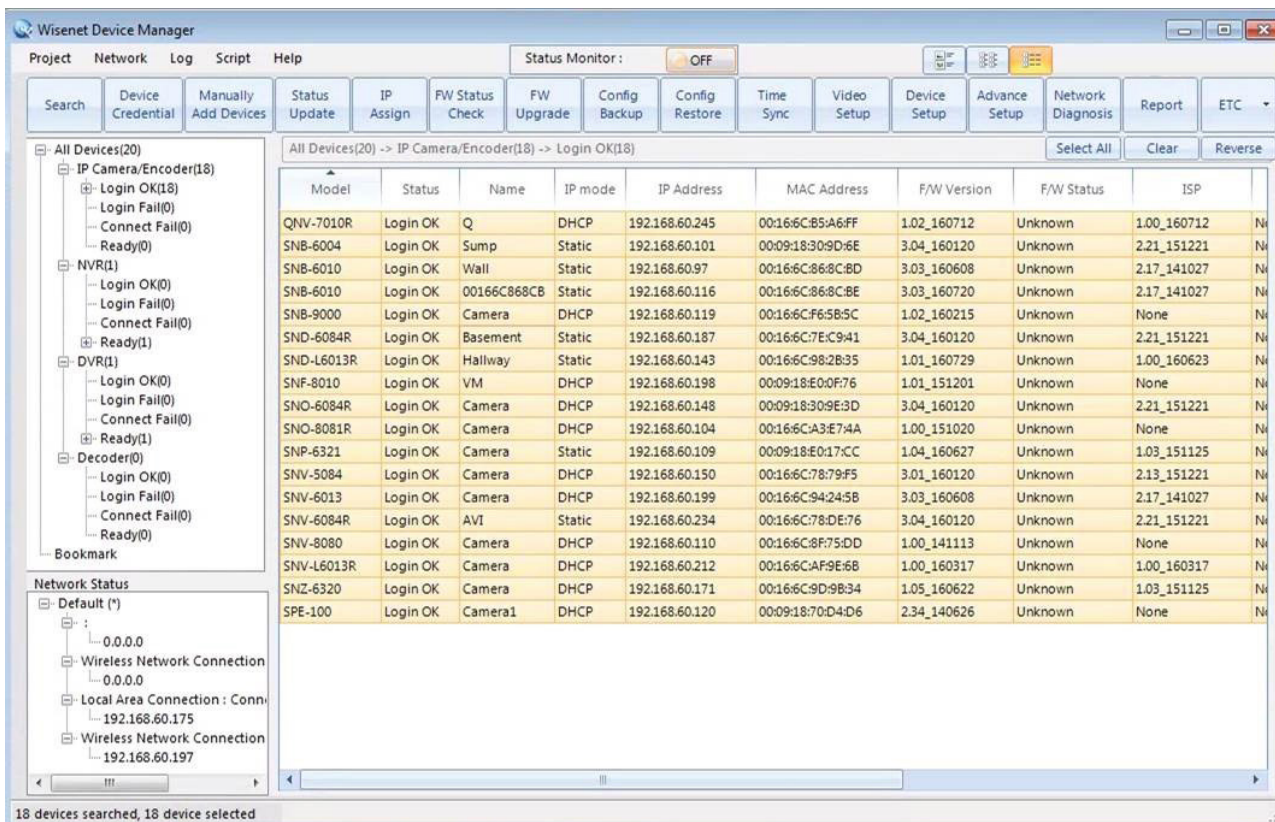 Wisenet Device Manager
Project Network Log Script Help Status Monitor : OFF
Search Device Credential Manually Add Devices Status Update IP Assign FW Status Check FW Upgrade Config Backup Config Restore Time Sync Video Setup Device Setup Advance Setup Network Diagnosis Report ETC
All Devices(20) -> IP Camera/Encoder(18) -> Login OK(18) Select All Clear Reverse
All Devices(20)
IP Camera/Encoder(18)
Login OK(18)
Login Fail(0)
Connect Fail(0)
Ready(0)
NVR(1)
Login OK(0)
Login Fail(0)
Connect Fail(0)
Ready(1)
DVR(1)
Login OK(0)
Login Fail(0)
Connect Fail(0)
Ready(1)
Decoder(0)
Login OK(0)
Login Fail(0)
Connect Fail(0)
Ready(0)
Bookmark
Network Status
Default (*)
:
0.0.0.0
Wireless Network Connection
0.0.0.0
Local Area Connection : Conn
192.168.60.175
Wireless Network Connection
192.168.60.197
Model Status Name IP mode IP Address MAC Address F/W Version F/W Status ISP
QNV-7010R Login OK Q DHCP 192.168.60.245 00:16:6C:B5:A6:FF 1.02_160712 Unknown 1.00_160712
SNB-6004 Login OK Sump Static 192.168.60.101 00:09:18:30:9D:6E 3.04_160120 Unknown 2.21_151221
SNB-6010 Login OK Wall Static 192.168.60.97 00:16:6C:86:8C:BD 3.03_160608 Unknown 2.17_141027
SNB-6010 Login OK 00166C868CB Static 192.168.60.116 00:16:6C:86:8C:BE 3.03_160720 Unknown 2.17_141027
SNB-9000 Login OK Camera DHCP 192.168.60.119 00:16:6C:F6:5B:5C 1.02_160215 Unknown None
SND-6084R Login OK Basement Static 192.168.60.187 00:16:6C:7E:C9:41 3.04_160120 Unknown 2.21_151221
SND-L6013R Login OK Hallway Static 192.168.60.143 00:16:6C:98:2B:35 1.01_160729 Unknown 1.00_160623
SNF-8010 Login OK VM DHCP 192.168.60.198 00:09:18:E0:0F:76 1.01_151201 Unknown None
SNO-6084R Login OK Camera DHCP 192.168.60.148 00:09:18:30:9E:3D 3.04_160120 Unknown 2.21_151221
SNO-8081R Login OK Camera DHCP 192.168.60.104 00:16:6C:A3:E7:4A 1.00_151020 Unknown None
SNP-6321 Login OK Camera Static 192.168.60.109 00:09:18:E0:17:CC 1.04_160627 Unknown 1.03_151125
SNV-5084 Login OK Camera DHCP 192.168.60.150 00:16:6C:78:79:F5 3.01_160120 Unknown 2.13_151221
SNV-6013 Login OK Camera DHCP 192.168.60.199 00:16:6C:94:24:5B 3.03_160608 Unknown 2.17_141027
SNV-6084R Login OK AVI Static 192.168.60.234 00:16:6C:78:DE:76 3.04_160120 Unknown 2.21_151221
SNV-8080 Login OK Camera DHCP 192.168.60.110 00:16:6C:8F:75:DD 1.00_141113 Unknown None
SNV-L6013R Login OK Camera DHCP 192.168.60.212 00:16:6C:AF:9E:6B 1.00_160317 Unknown 1.00_160317
SNZ-6320 Login OK Camera DHCP 192.168.60.171 00:16:6C:9D:9B:34 1.05_160622 Unknown 1.03_151125
SPE-100 Login OK Camera1 DHCP 192.168.60.120 00:09:18:70:D4:D6 2.34_140626 Unknown None
18 devices searched, 18 device selected